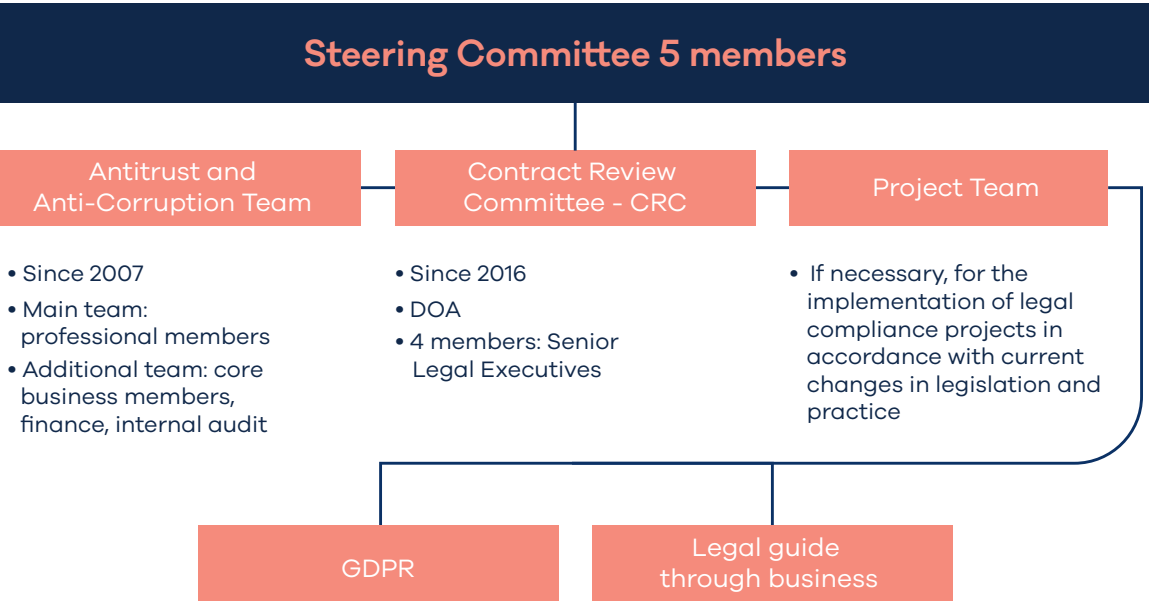 Steering Committee 5 members
Antitrust and
Anti-Corruption Team
• Since 2007
• Main team:
professional members
• Additional team: core
business members,
finance, internal audit
Contract Review
Committee - CRC
• Since 2016
• DOA
• 4 members: Senior
Legal Executives
Project Team
• If necessary, for the
implementation of legal
compliance projects in
accordance with current
changes in legislation and
practice
GDPR
Legal guide
through business